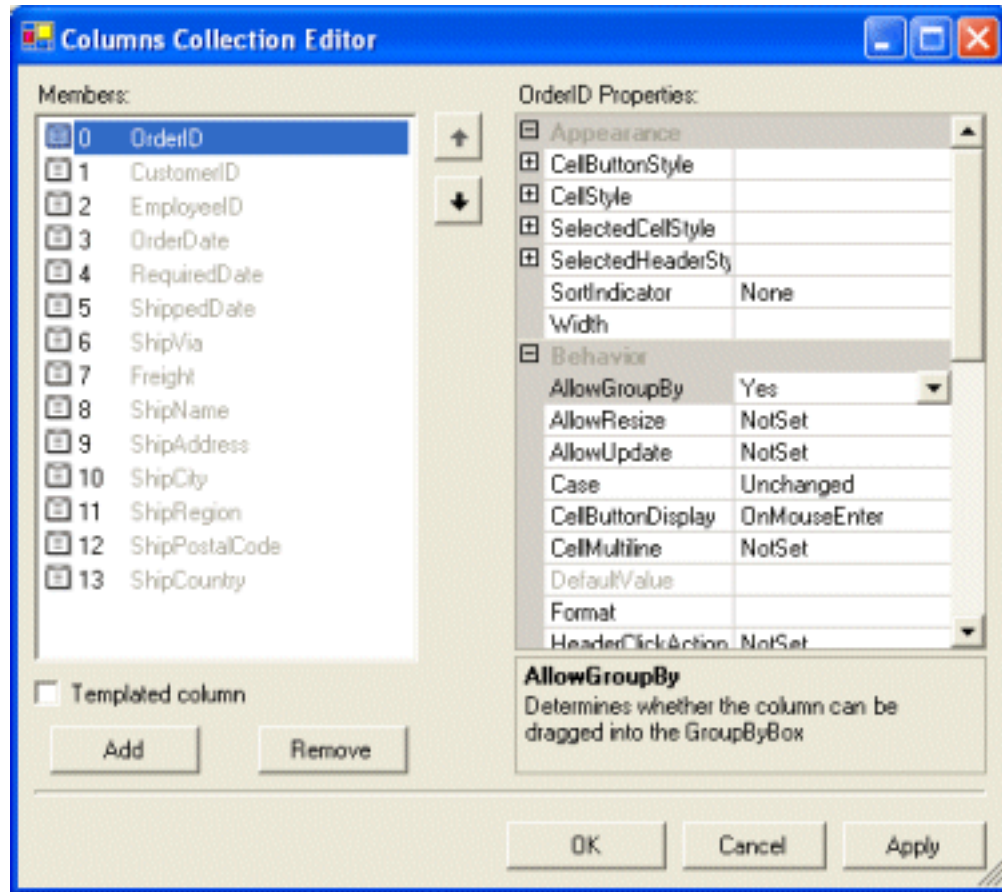 Columns Collection Editor
Members:
0 OrderID
1 CustomerID
2 EmployeeID
3 OrderDate
4 RequiredDate
5 ShippedDate
6 ShipVia
7 Freight
8 ShipName
9 ShipAddress
10 ShipCity
11 ShipRegion
12 ShipPostalCode
13 ShipCountry
Templated column
Add Remove
OrderID Properties:
Appearance
CellButtonStyle
CellStyle
SelectedCellStyle
SelectedHeaderSty
SortIndicator None
Width
Behavior
AllowGroupBy Yes
AllowResize NotSet
AllowUpdate NotSet
Case Unchanged
CellButtonDisplay OnMouseEnter
CellMultiline NotSet
DefaultValue
Format
HeaderClickAction NotSet
AllowGroupBy
Determines whether the column can be
dragged into the GroupByBox
OK Cancel Apply